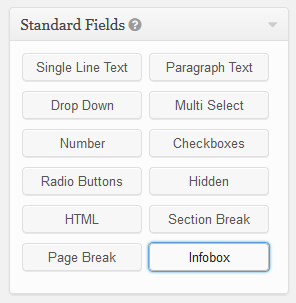 Standard Fields ?
Single Line Text Paragraph Text
Drop Down Multi Select
Number Checkboxes
Radio Buttons Hidden
HTML Section Break
Page Break Infobox